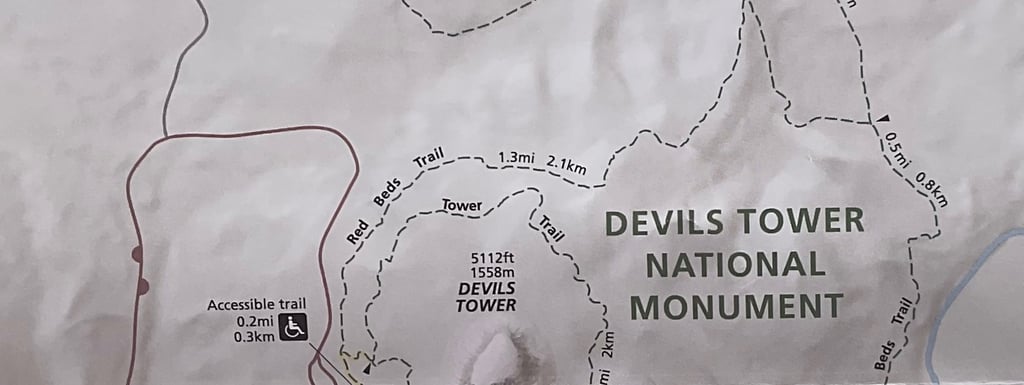 n
Red Beds Trail
1.3mi 2.1km
0.5mi 0.8km
Tower Trail
DEVILS TOWER
NATIONAL
MONUMENT
5112ft
1558m
DEVILS
TOWER
Accessible trail
0.2mi
0.3km
mi 2km
Beds Trail